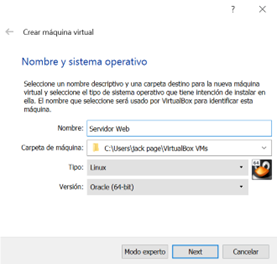 ?
Crear máquina virtual
Nombre y sistema operativo
Seleccione un nombre descriptivo y una carpeta destino para la nueva máquina
virtual y seleccione el tipo de sistema operativo que tiene intención de instalar
en ella. El nombre que seleccione será usado por VirtualBox para identificar esta
máquina.
Nombre: Servidor Web
Carpeta de máquina: C:\Users\Jack page\VirtualBox VMs
Tipo: Linux
64
Versión: Oracle (64-bit)
Modo experto Next Cancelar